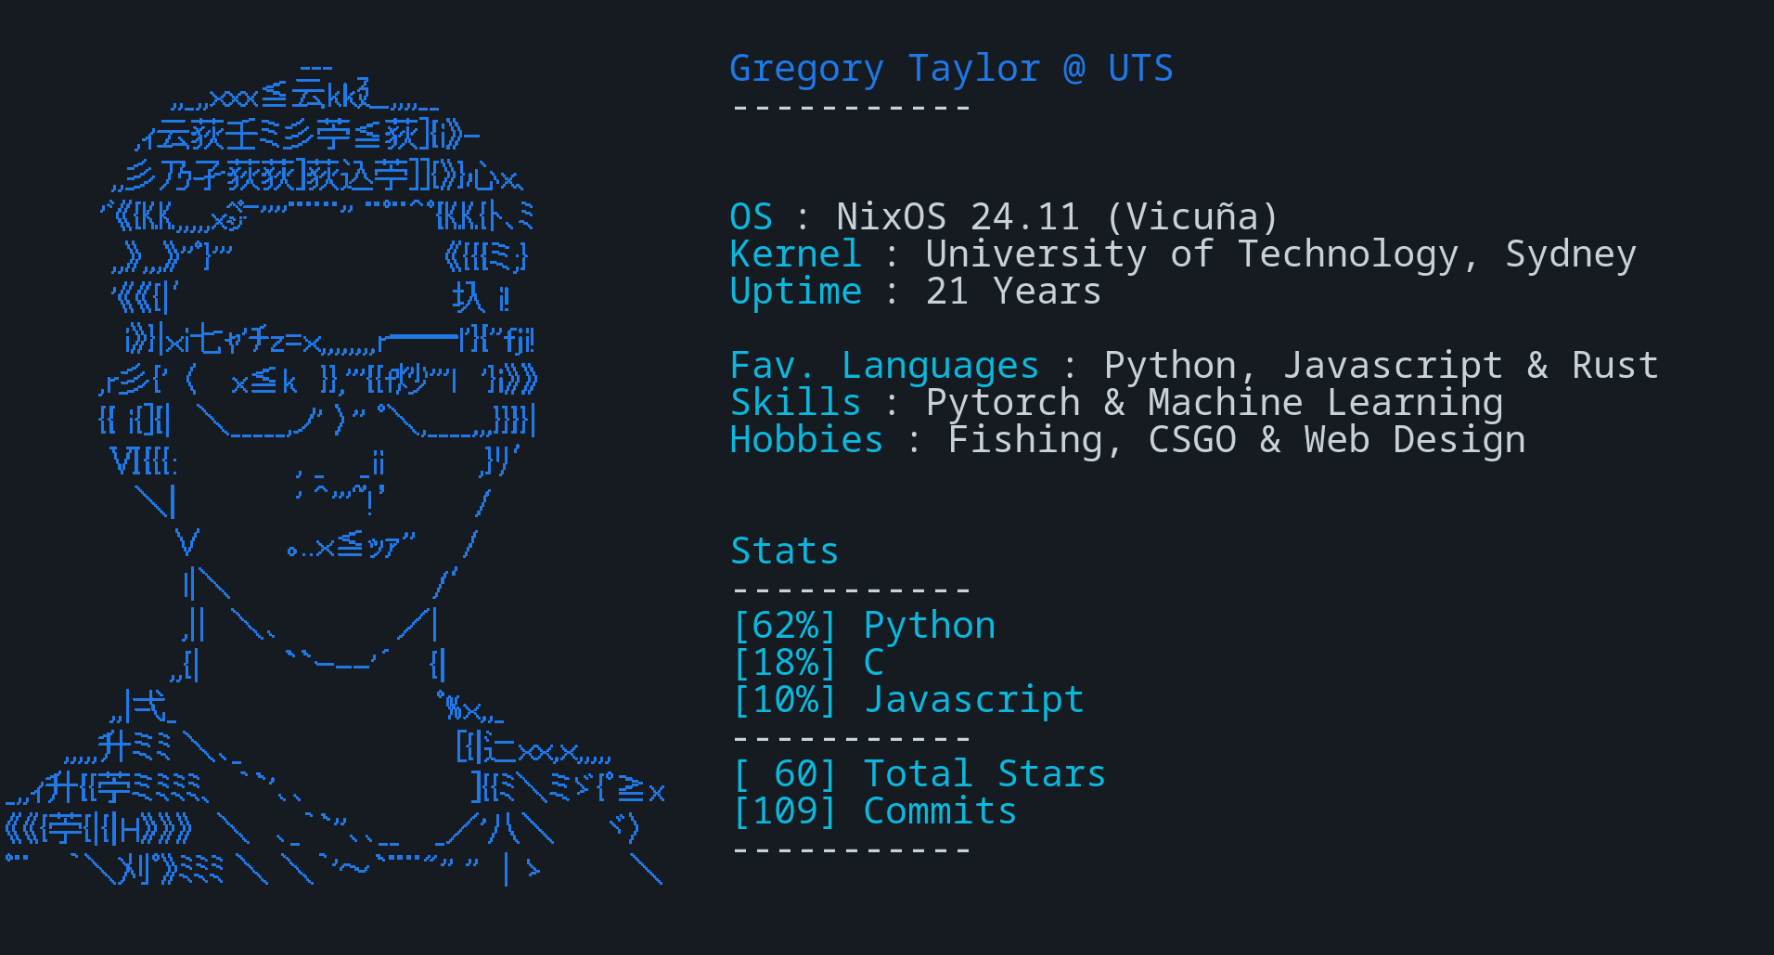 Gregory Taylor @ UTS
-----------
OS : NixOS 24.11 (Vicuña)
Kernel : University of Technology, Sydney
Uptime : 21 Years
Fav. Languages : Python, Javascript & Rust
Skills : Pytorch & Machine Learning
Hobbies : Fishing, CSGO & Web Design
Stats
-----------
[62%] Python
[18%] C
[10%] Javascript
-----------
[ 60] Total Stars
[109] Commits
-----------